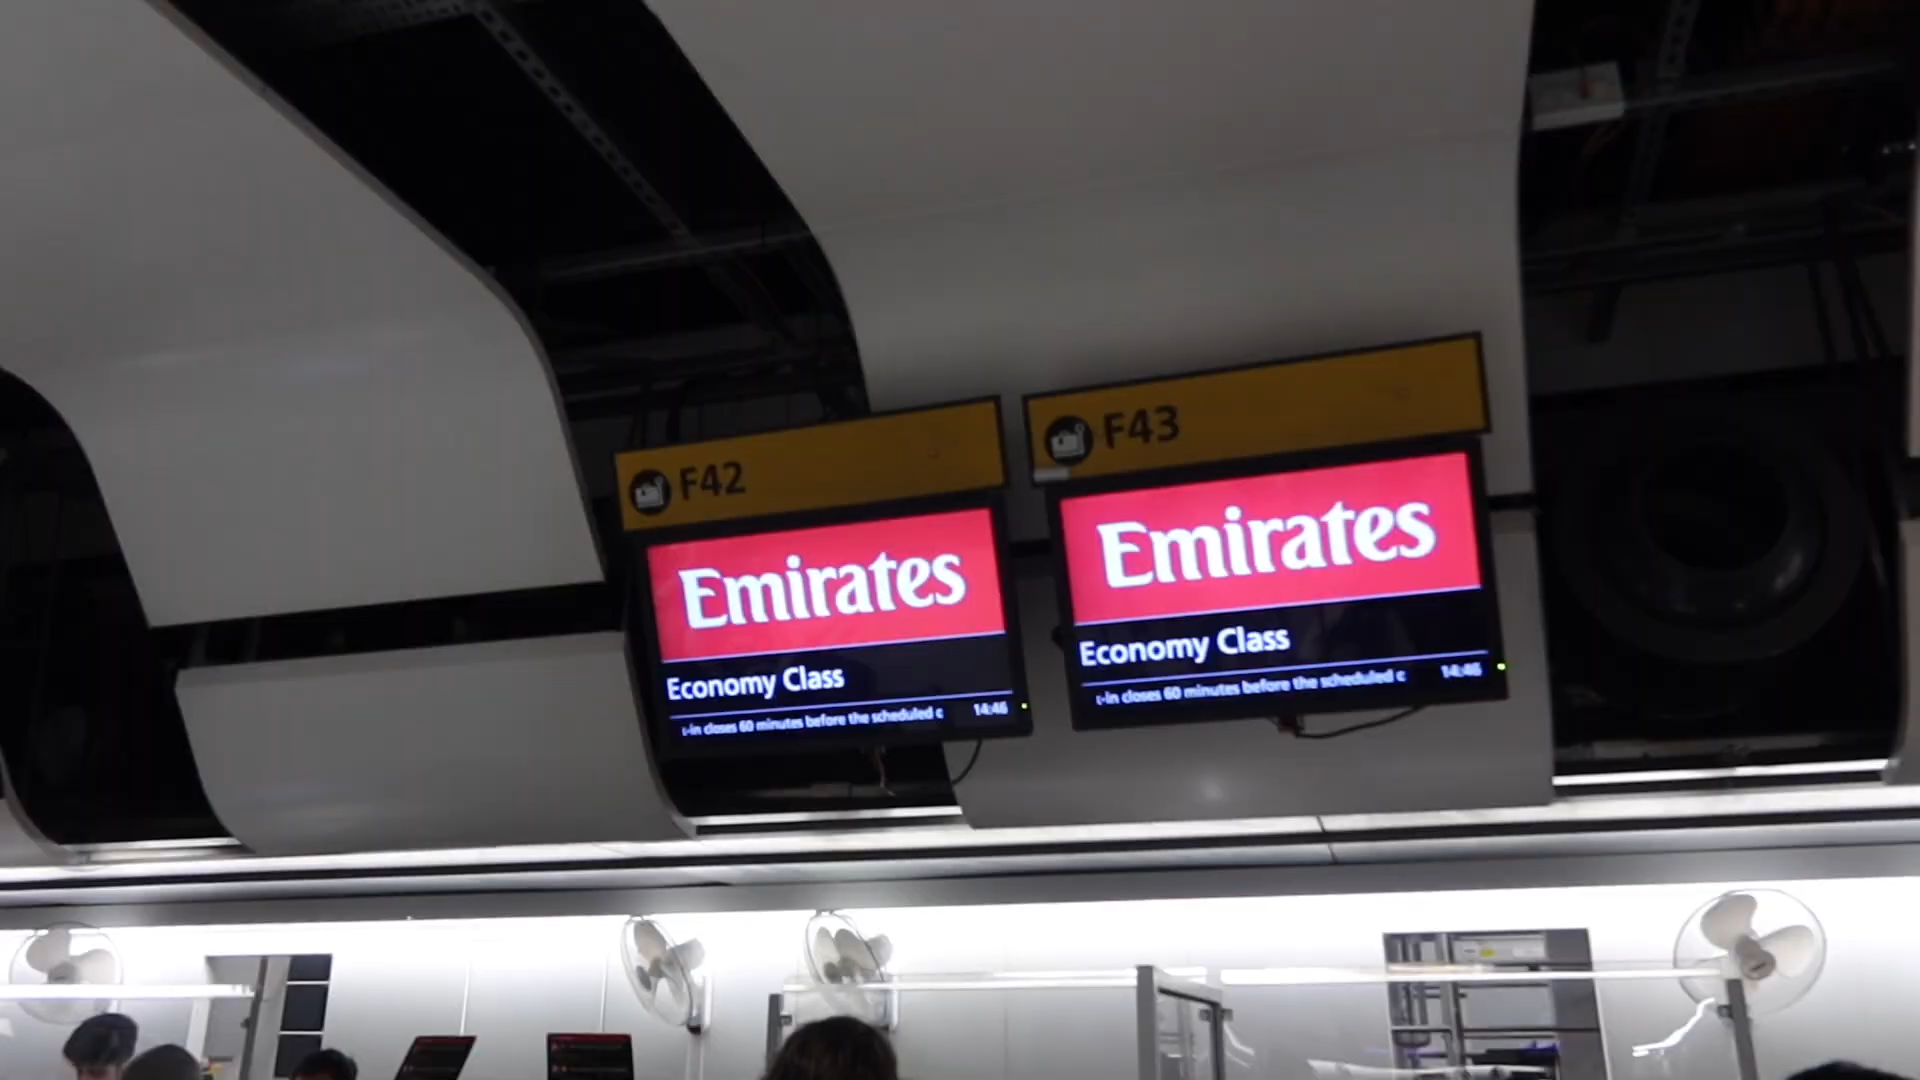 F42
Emirates
Economy Class
-in closes 60 minutes before the scheduled
14:46
F43
Emirates
Economy Class
-in closes 60 minutes before the scheduled
14:46